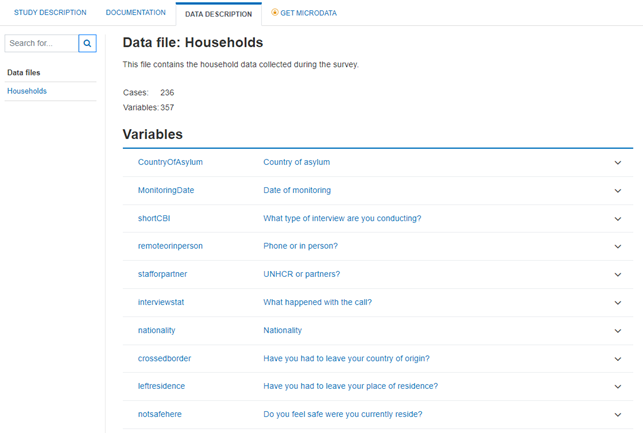 STUDY DESCRIPTION DOCUMENTATION DATA DESCRIPTION GET MICRODATA
Search for...
Data files
Households
Data file: Households
This file contains the household data collected during the survey.
Cases: 236
Variables: 357
Variables
CountryOfAsylum Country of asylum
MonitoringDate Date of monitoring
shortCBI What type of interview are you conducting?
remoteorinperson Phone or in person?
stafforpartner UNHCR or partners?
interviewstat What happened with the call?
nationality Nationality
crossedborder Have you had to leave your country of origin?
leftresidence Have you had to leave your place of residence?
notsafehere Do you feel safe were you currently reside?